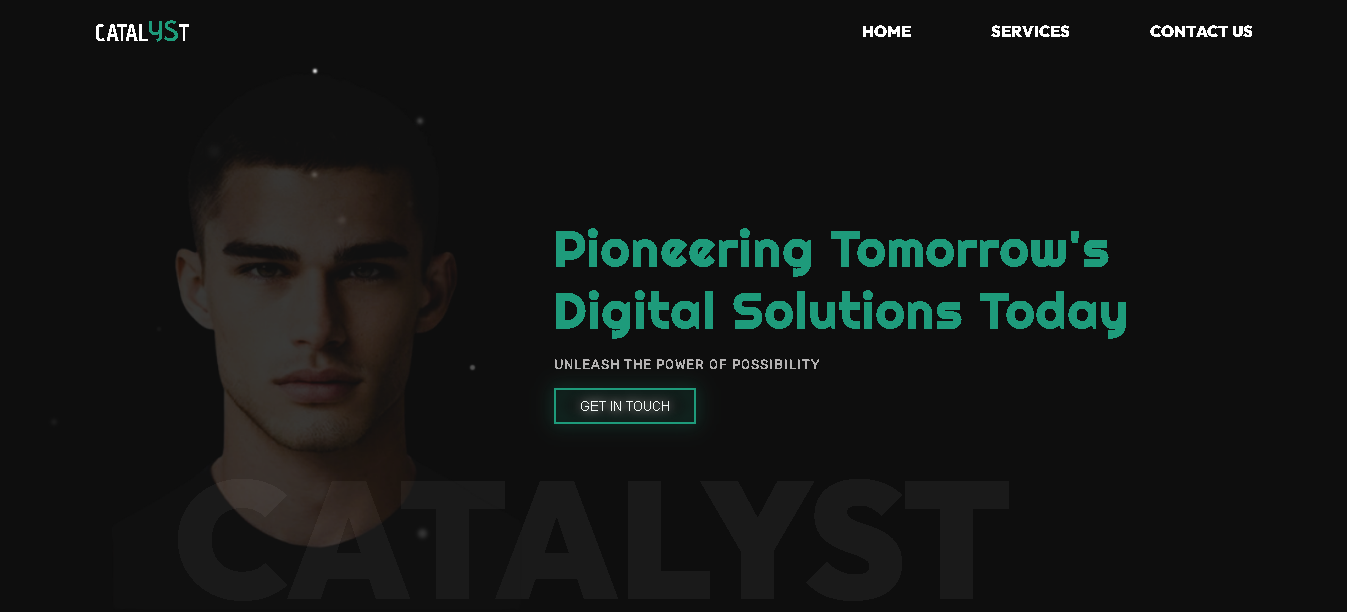 CATALYST
HOME
SERVICES
CONTACT US
Pioneering Tomorrow's
Digital Solutions Today
UNLEASH THE POWER OF POSSIBILITY
GET IN TOUCH
CATALYST